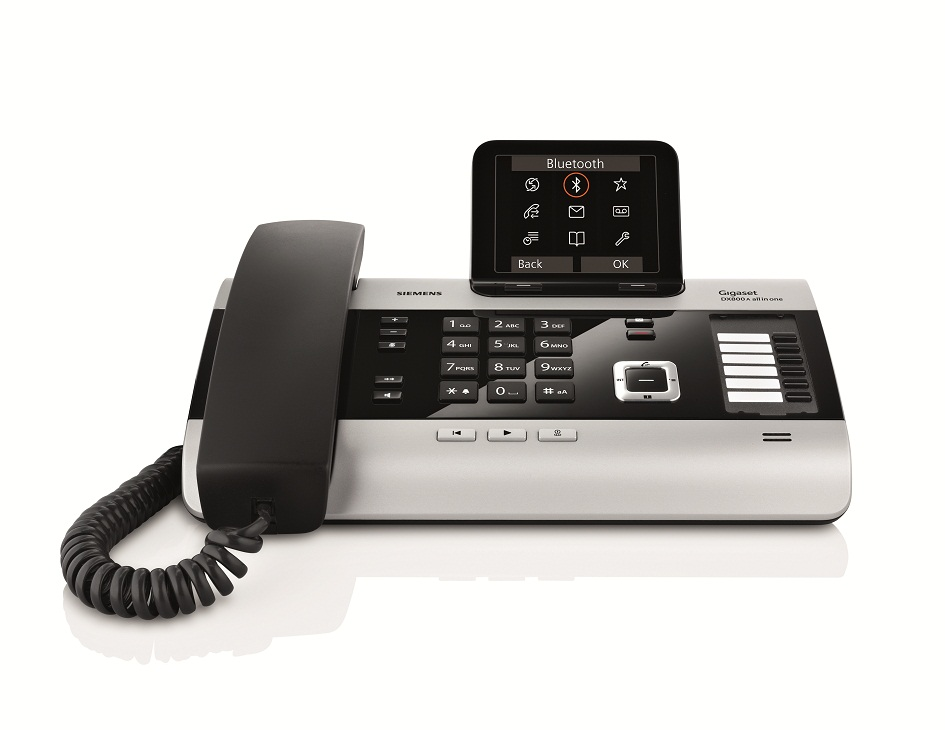 Bluetooth
Back OK
SIEMENS
Gigaset
DX800A all in one
1 2 ABC 3 DEF
4 GHI 5 JKL 6 MNO
7 PQRS 8 TUV 9 WXYZ
* 0 # aA
INT